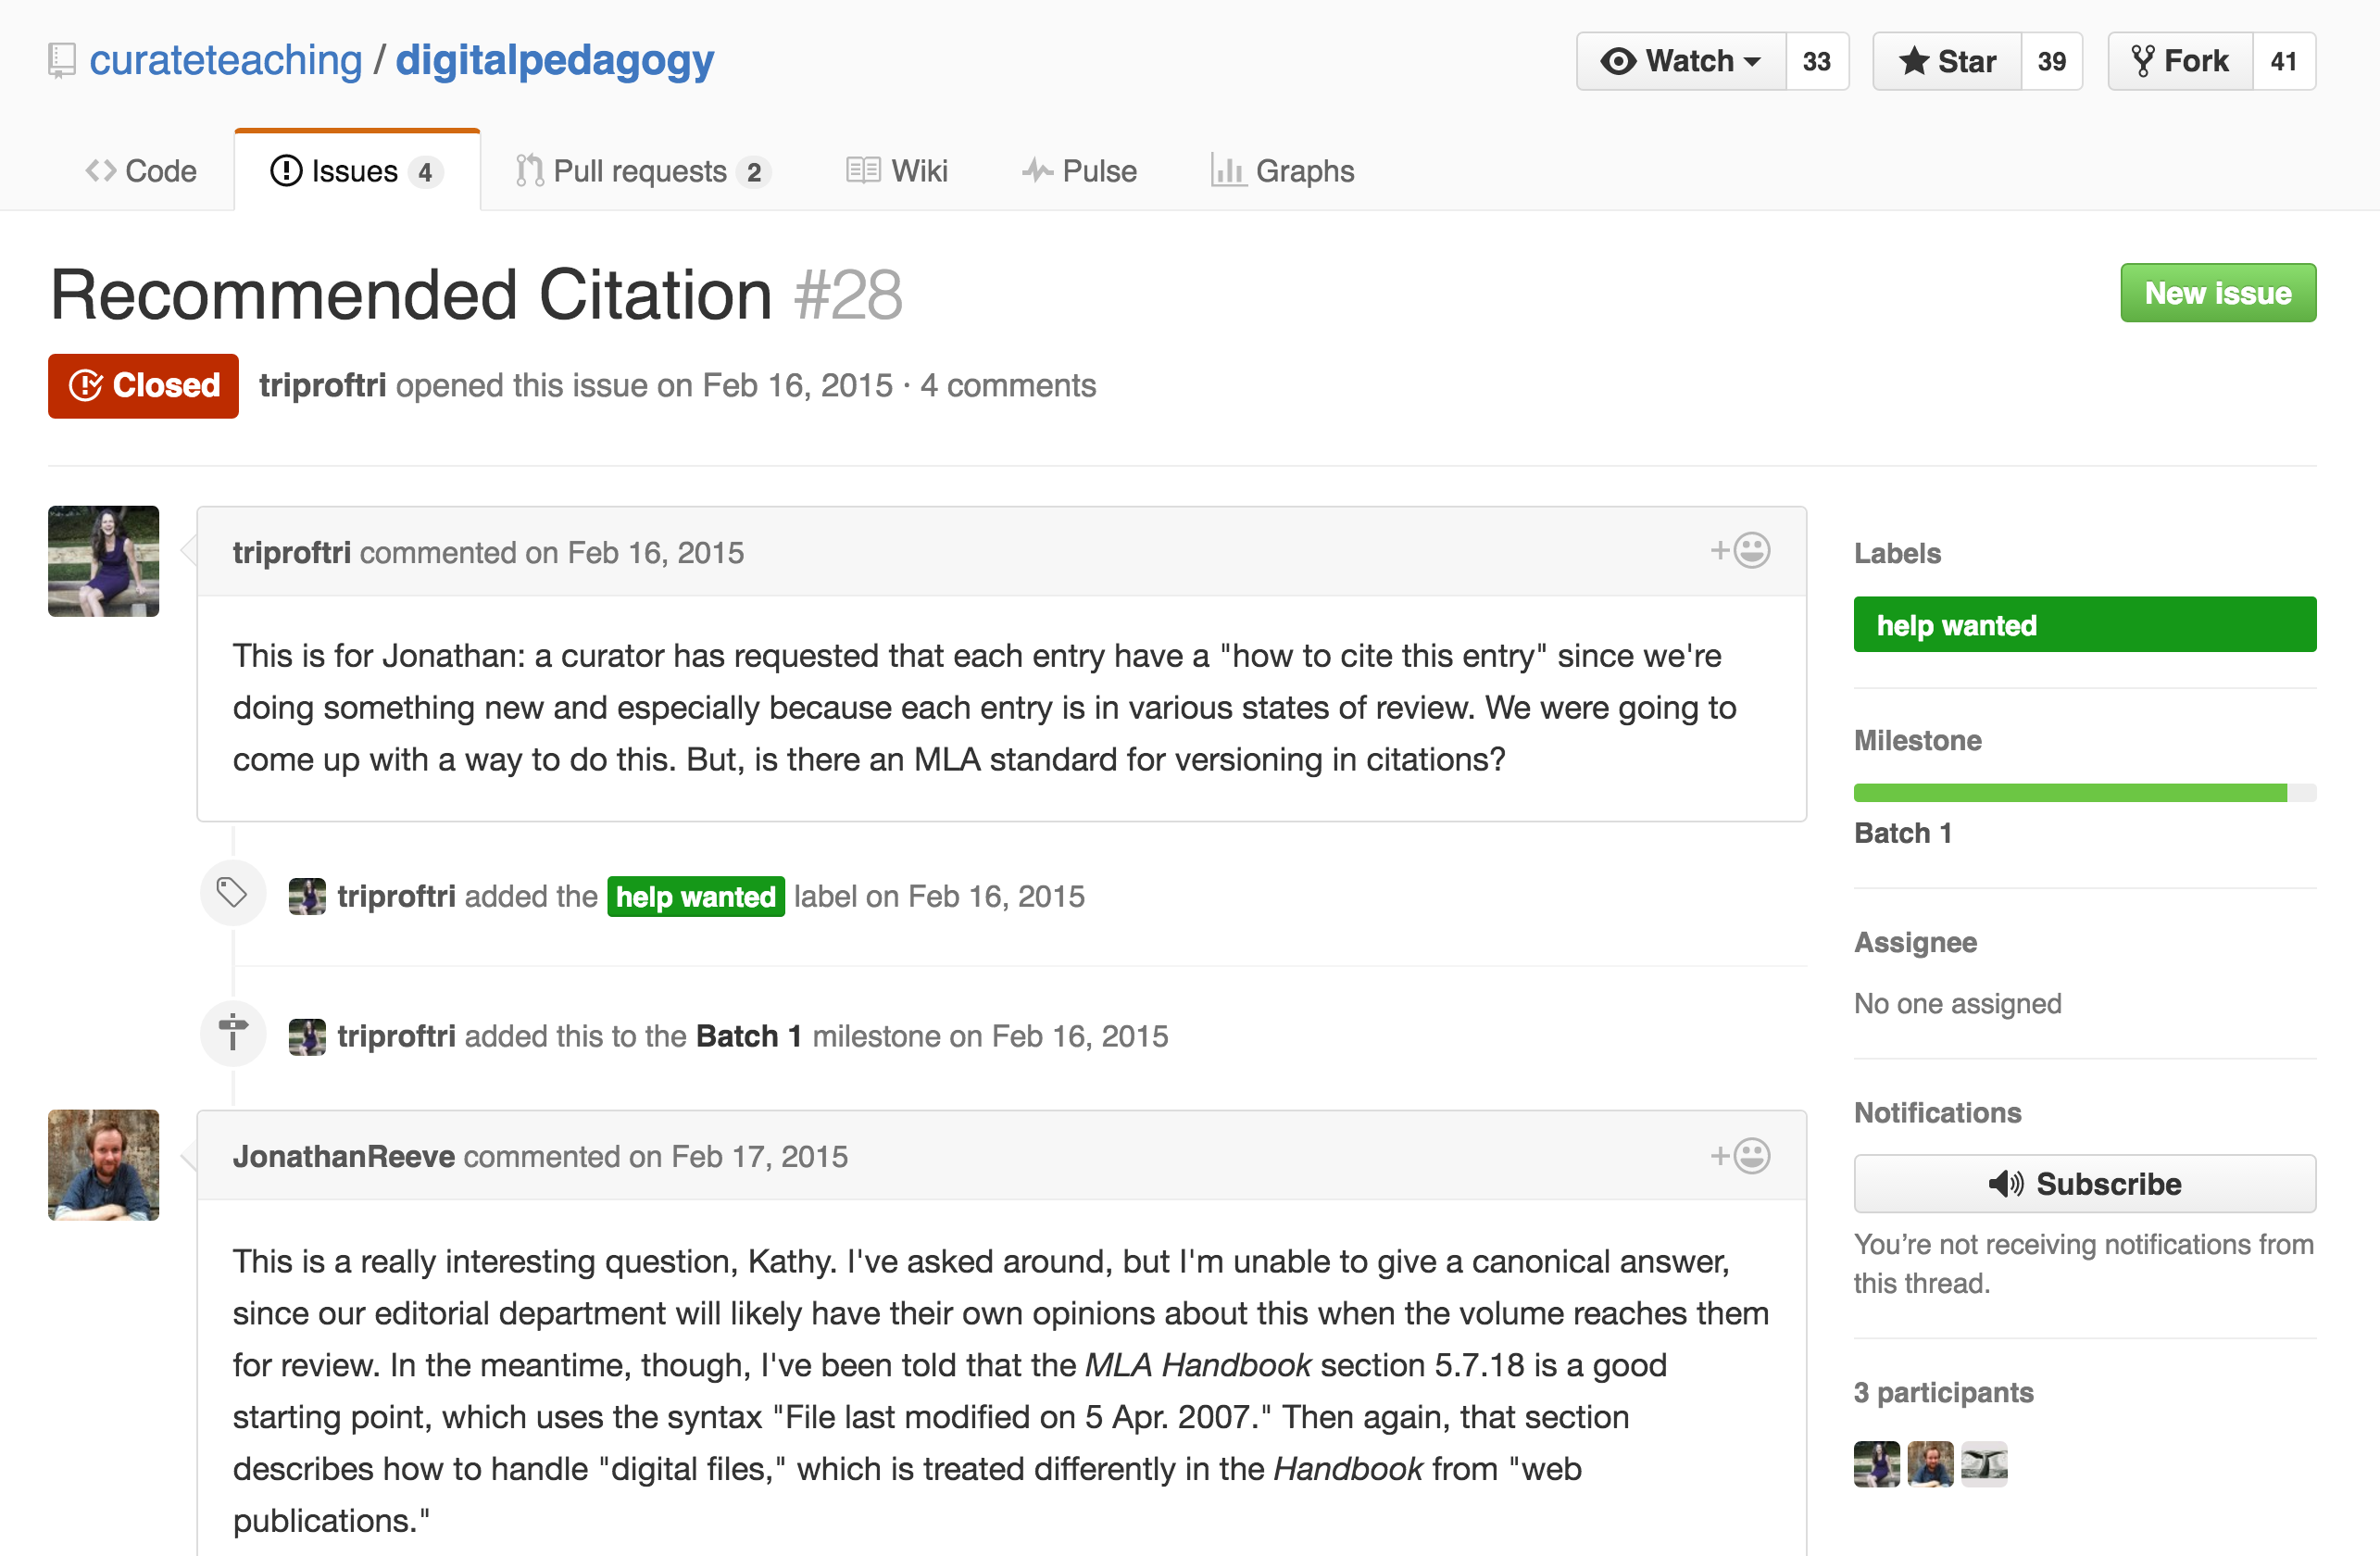 curateteaching / digitalpedagogy
Watch 33 Star 39 Fork 41
Code Issues 4 Pull requests 2 Wiki Pulse Graphs
Recommended Citation #28
New issue
Closed triproftri opened this issue on Feb 16, 2015 · 4 comments
triproftri commented on Feb 16, 2015
This is for Jonathan: a curator has requested that each entry have a "how to cite this entry" since we're
doing something new and especially because each entry is in various states of review. We were going to
come up with a way to do this. But, is there an MLA standard for versioning in citations?
triproftri added the help wanted label on Feb 16, 2015
triproftri added this to the Batch 1 milestone on Feb 16, 2015
JonathanReeve commented on Feb 17, 2015
This is a really interesting question, Kathy. I've asked around, but I'm unable to give a canonical answer,
since our editorial department will likely have their own opinions about this when the volume reaches them
for review. In the meantime, though, I've been told that the MLA Handbook section 5.7.18 is a good
starting point, which uses the syntax "File last modified on 5 Apr. 2007." Then again, that section
describes how to handle "digital files," which is treated differently in the Handbook from "web
publications."
Labels
help wanted
Milestone
Batch 1
Assignee
No one assigned
Notifications
Subscribe
You’re not receiving notifications from
this thread.
3 participants